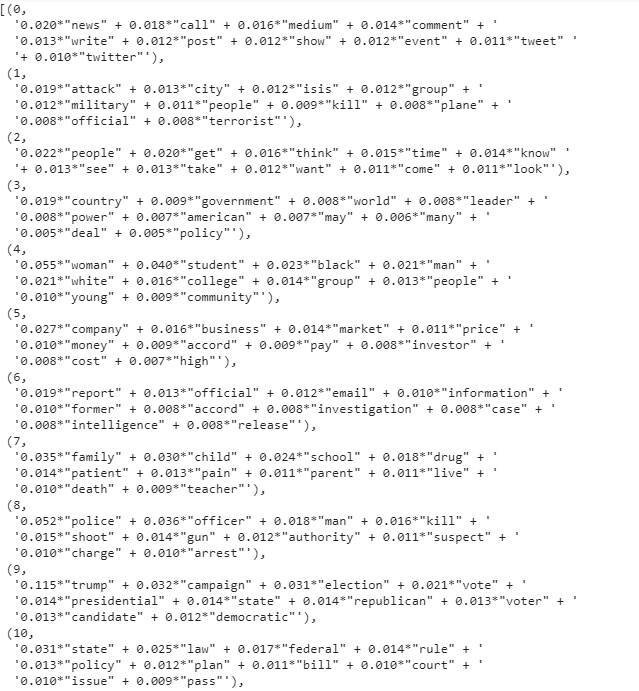 [(0,
'0.020*"news" + 0.018*"call" + 0.016*"medium" + 0.014*"comment" + '
'0.013*"write" + 0.012*"post" + 0.012*"show" + 0.012*"event" + 0.011*"tweet" '
'+ 0.010*"twitter"'),
(1,
'0.019*"attack" + 0.013*"city" + 0.012*"isis" + 0.012*"group" + '
'0.012*"military" + 0.011*"people" + 0.009*"kill" + 0.008*"plane" + '
'0.008*"official" + 0.008*"terrorist"'),
(2,
'0.022*"people" + 0.020*"get" + 0.016*"think" + 0.015*"time" + 0.014*"know" '
'+ 0.013*"see" + 0.013*"take" + 0.012*"want" + 0.011*"come" + 0.011*"look"'),
(3,
'0.019*"country" + 0.009*"government" + 0.008*"world" + 0.008*"leader" + '
'0.008*"power" + 0.007*"american" + 0.007*"may" + 0.006*"many" + '
'0.005*"deal" + 0.005*"policy"'),
(4,
'0.055*"woman" + 0.040*"student" + 0.023*"black" + 0.021*"man" + '
'0.021*"white" + 0.016*"college" + 0.014*"group" + 0.013*"people" + '
'0.010*"young" + 0.009*"community"'),
(5,
'0.027*"company" + 0.016*"business" + 0.014*"market" + 0.011*"price" + '
'0.010*"money" + 0.009*"accord" + 0.009*"pay" + 0.008*"investor" + '
'0.008*"cost" + 0.007*"high"'),
(6,
'0.019*"report" + 0.013*"official" + 0.012*"email" + 0.010*"information" + '
'0.010*"former" + 0.008*"accord" + 0.008*"investigation" + 0.008*"case" + '
'0.008*"intelligence" + 0.008*"release"'),
(7,
'0.035*"family" + 0.030*"child" + 0.024*"school" + 0.018*"drug" + '
'0.014*"patient" + 0.013*"pain" + 0.011*"parent" + 0.011*"live" + '
'0.010*"death" + 0.009*"teacher"'),
(8,
'0.052*"police" + 0.036*"officer" + 0.018*"man" + 0.016*"kill" + '
'0.015*"shoot" + 0.014*"gun" + 0.012*"authority" + 0.011*"suspect" + '
'0.010*"charge" + 0.010*"arrest"'),
(9,
'0.115*"trump" + 0.032*"campaign" + 0.031*"election" + 0.021*"vote" + '
'0.014*"presidential" + 0.014*"state" + 0.014*"republican" + 0.013*"voter" + '
'0.013*"candidate" + 0.012*"democratic"'),
(10,
'0.031*"state" + 0.025*"law" + 0.017*"federal" + 0.014*"rule" + '
'0.013*"policy" + 0.012*"plan" + 0.011*"bill" + 0.010*"court" + '
'0.010*"issue" + 0.009*"pass"'),